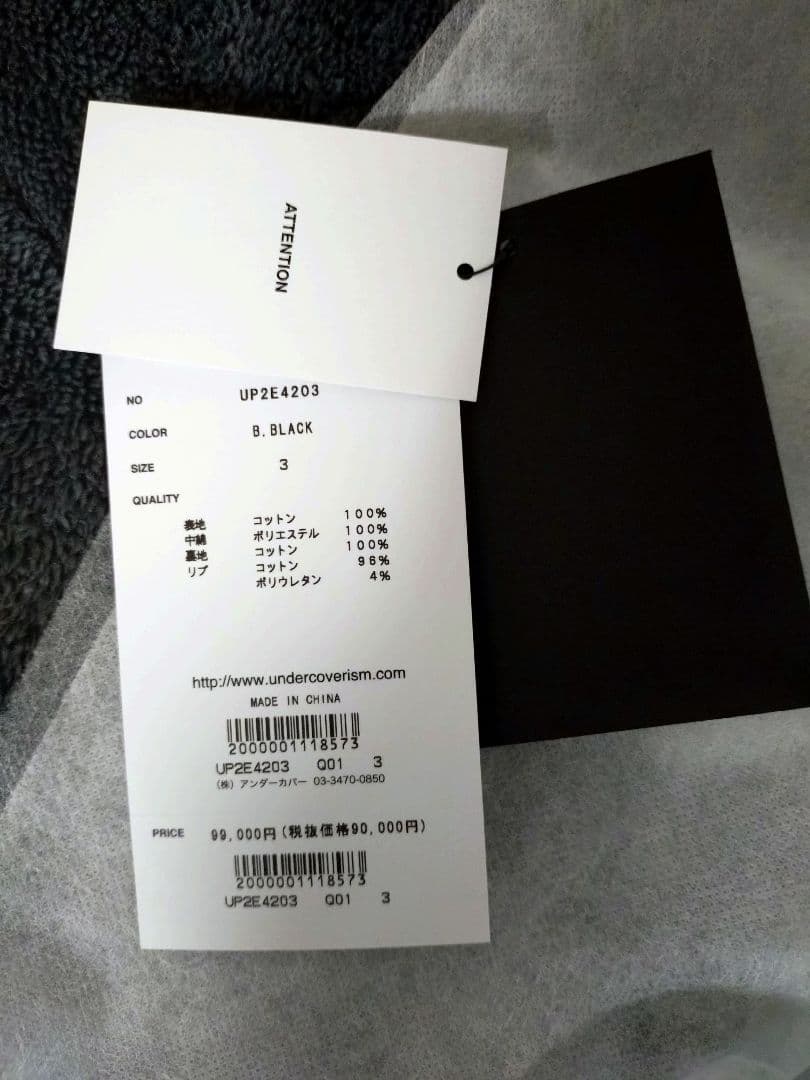 ATTENTION
NO UP2E4203
COLOR B.BLACK
SIZE 3
QUALITY
表地 コットン 100%
中綿 ポリエステル 100%
裏地 コットン 100%
リブ コットン 96%
ポリウレタン 4%
http://www.undercoverism.com
MADE IN CHINA
2000001118573
UP2E4203 Q01 3
(株) アンダーカバー 03-3470-0850
PRICE 99,000円(税抜価格90,000円)
2000001118573
UP2E4203 Q01 3